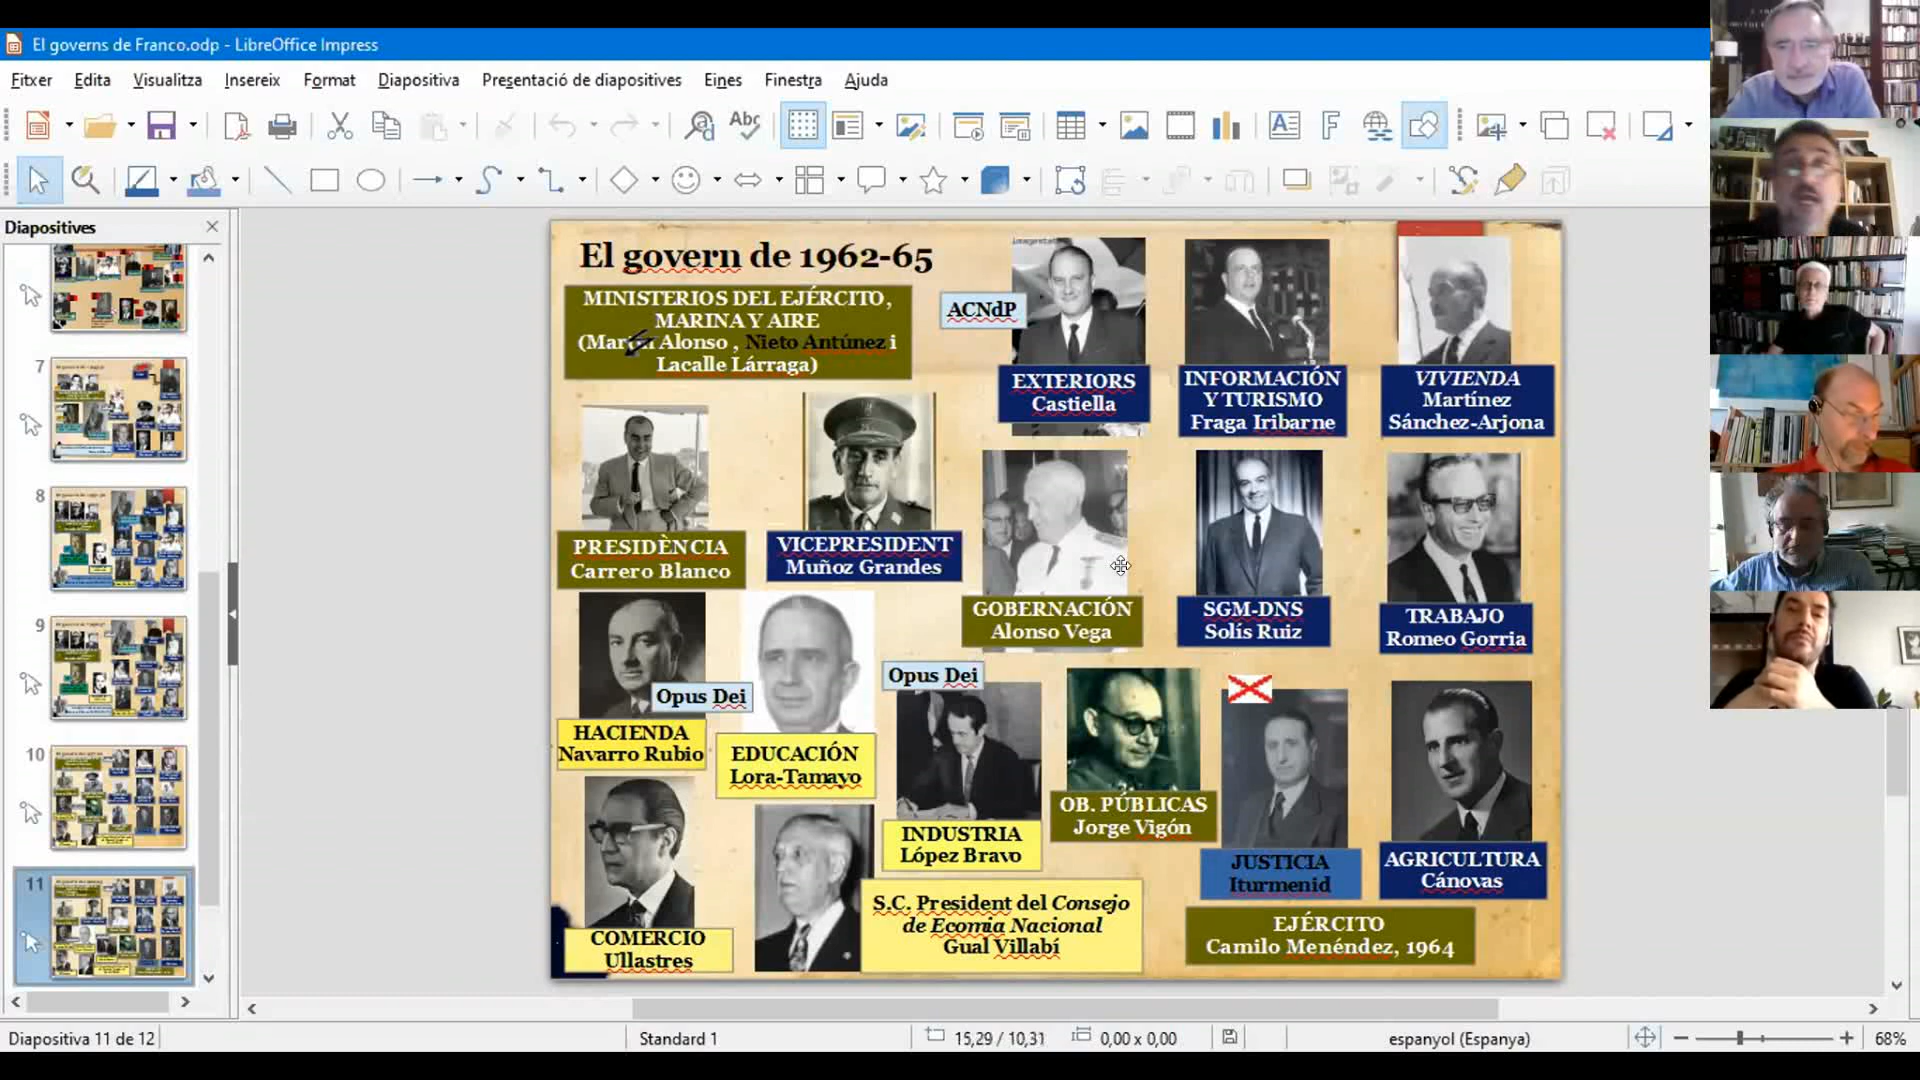 El governs de Franco.odp - LibreOffice Impress
Fitxer Edita Visualitza Insereix Format Diapositiva Presentació de diapositives Eines Finestra Ajuda
Diapositives
7
8
9
10
11
El govern de 1962-65
MINISTERIOS DEL EJÉRCITO,
MARINA Y AIRE
Alonso , Nieto Antúnez i
Lacalle Lárraga)
ACNdP
EXTERIORS
Castiella
INFORMACIÓN
Y TURISMO
Fraga Iribarne
VIVIENDA
Martínez
Sánchez-Arjona
PRESIDÈNCIA
Carrero Blanco
VICEPRESIDENT
Muñoz Grandes
GOBERNACIÓN
Alonso Vega
SGM-DNS
Solís Ruiz
TRABAJO
Romeo Gorria
Opus Dei
HACIENDA
Navarro Rubio
EDUCACIÓN
Lora-Tamayo
Opus Dei
INDUSTRIA
López Bravo
OB. PÚBLICAS
Jorge Vigón
JUSTICIA
Iturmenid
AGRICULTURA
Cánovas
COMERCIO
Ullastres
S.C. President del Consejo
de Ecomia Nacional
Gual Villabí
EJÉRCITO
Camilo Menéndez, 1964
Diapositiva 11 de 12
Standard 1
15,29 / 10,31
0,00 x 0,00
espanyol (Espanya)
68%